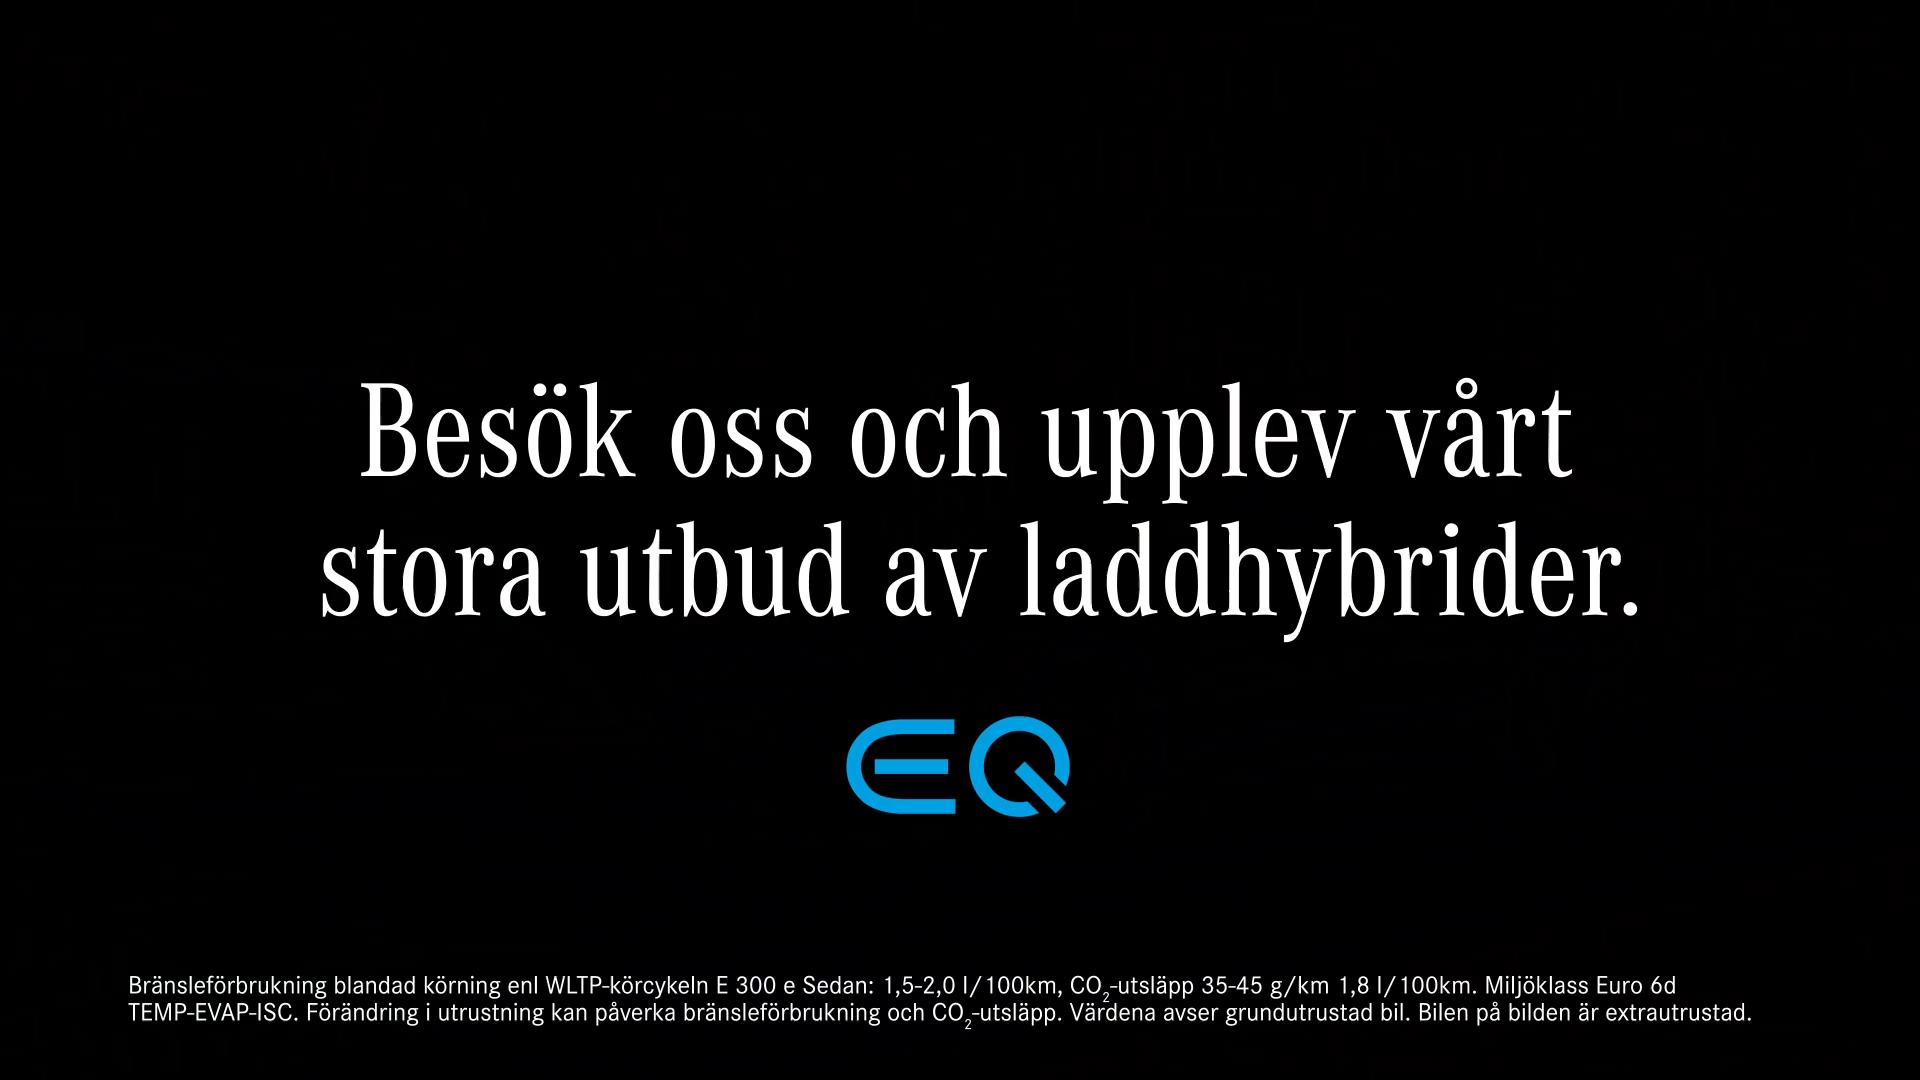 Besök oss och upplev vårt
stora utbud av laddhybrider.
EQ
Bränsleförbrukning blandad körning enl WLTP-körcykeln E 300 e Sedan: 1,5-2,0 l/100km, CO₂-utsläpp 35-45 g/km 1,8 l/100km. Miljöklass Euro 6d
TEMP-EVAP-ISC. Förändring i utrustning kan påverka bränsleförbrukning och CO₂-utsläpp. Värdena avser grundutrustad bil. Bilen på bilden är extrautrustad.